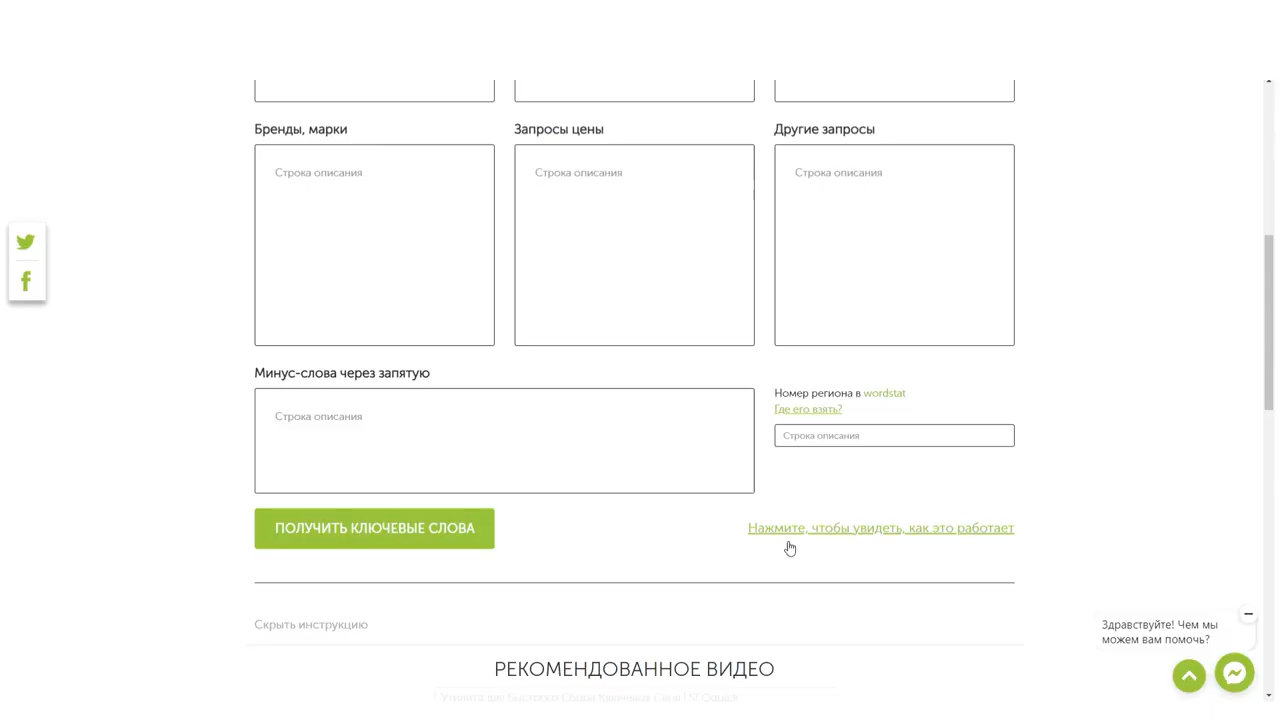 Бренды, марки
Запросы цены
Другие запросы
Строка описания
Строка описания
Строка описания
Минус-слова через запятую
Строка описания
Номер региона в wordstat
Где его взять?
Строка описания
ПОЛУЧИТЬ КЛЮЧЕВЫЕ СЛОВА
Нажмите, чтобы увидеть, как это работает
Скрыть инструкцию
Здравствуйте! Чем мы
можем вам помочь?
РЕКОМЕНДОВАННОЕ ВИДЕО